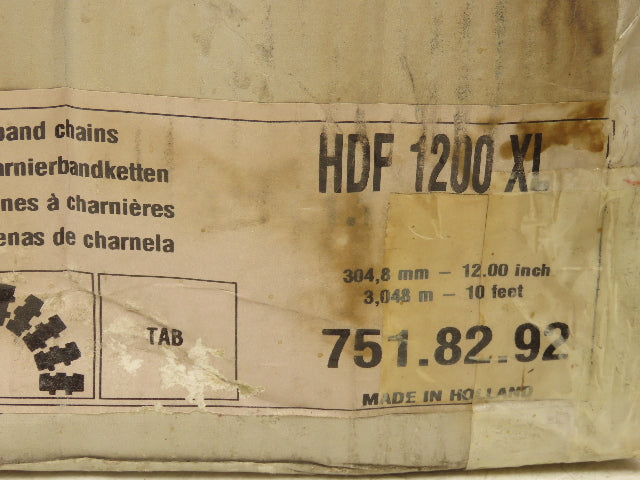 band chains
arnierbandketten
nes à charnières
enas de charnela
HDF 1200 XL
304,8 mm – 12.00 inch
3,048 m – 10 feet
TAB
751.82.92
MADE IN HOLLAND